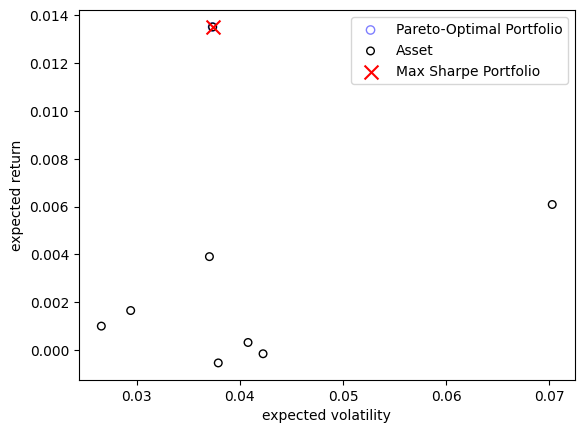 Pareto-Optimal Portfolio
Asset
Max Sharpe Portfolio
0.014
0.012
0.010
0.008
0.006
0.004
0.002
0.000
expected return
0.03
0.04
0.05
0.06
0.07
expected volatility